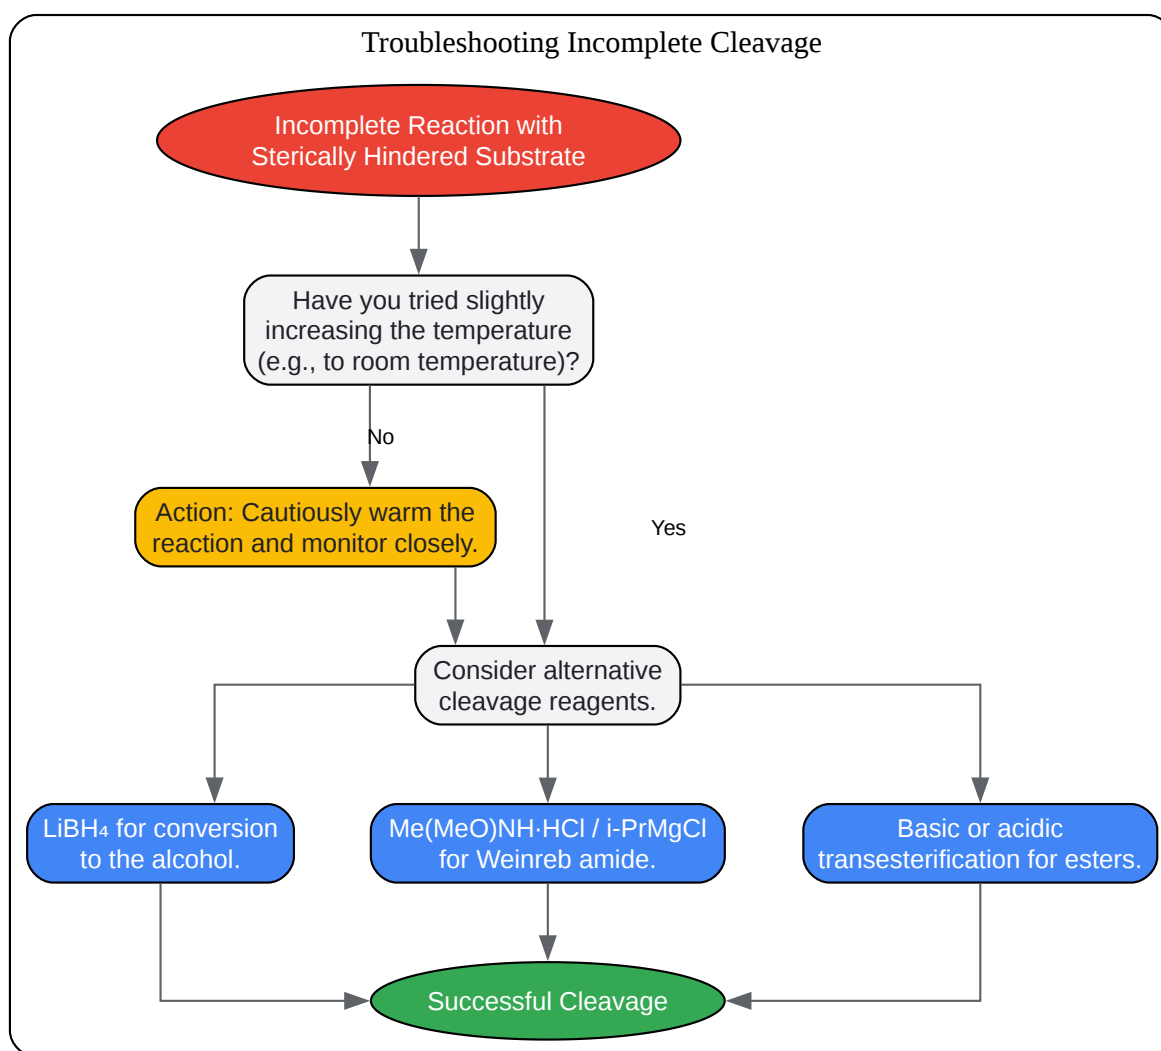 Troubleshooting Incomplete Cleavage
Incomplete Reaction with
Sterically Hindered Substrate
Have you tried slightly
increasing the temperature
(e.g., to room temperature)?
No
Action: Cautiously warm the
reaction and monitor closely.
Yes
Consider alternative
cleavage reagents.
LiBH₄ for conversion
to the alcohol.
Me(MeO)NH·HCl / i-PrMgCl
for Weinreb amide.
Basic or acidic
transesterification for esters.
Successful Cleavage